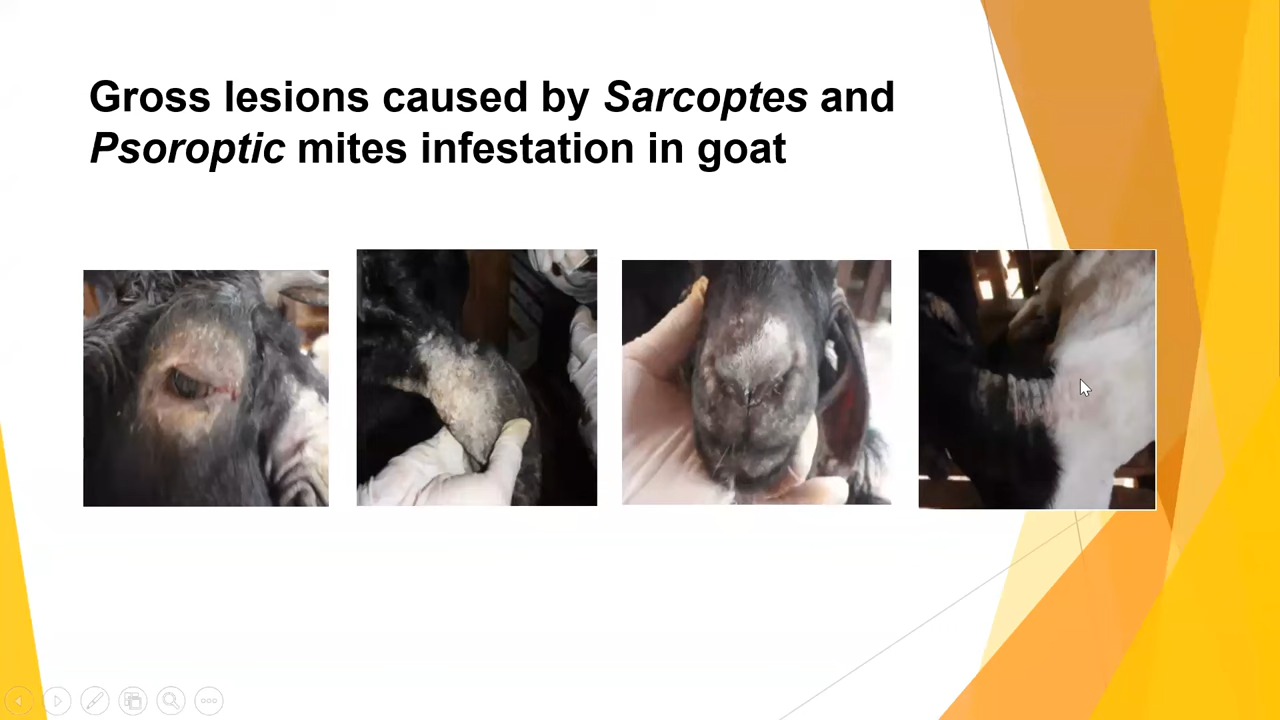 Gross lesions caused by Sarcoptes and
Psoroptic mites infestation in goat